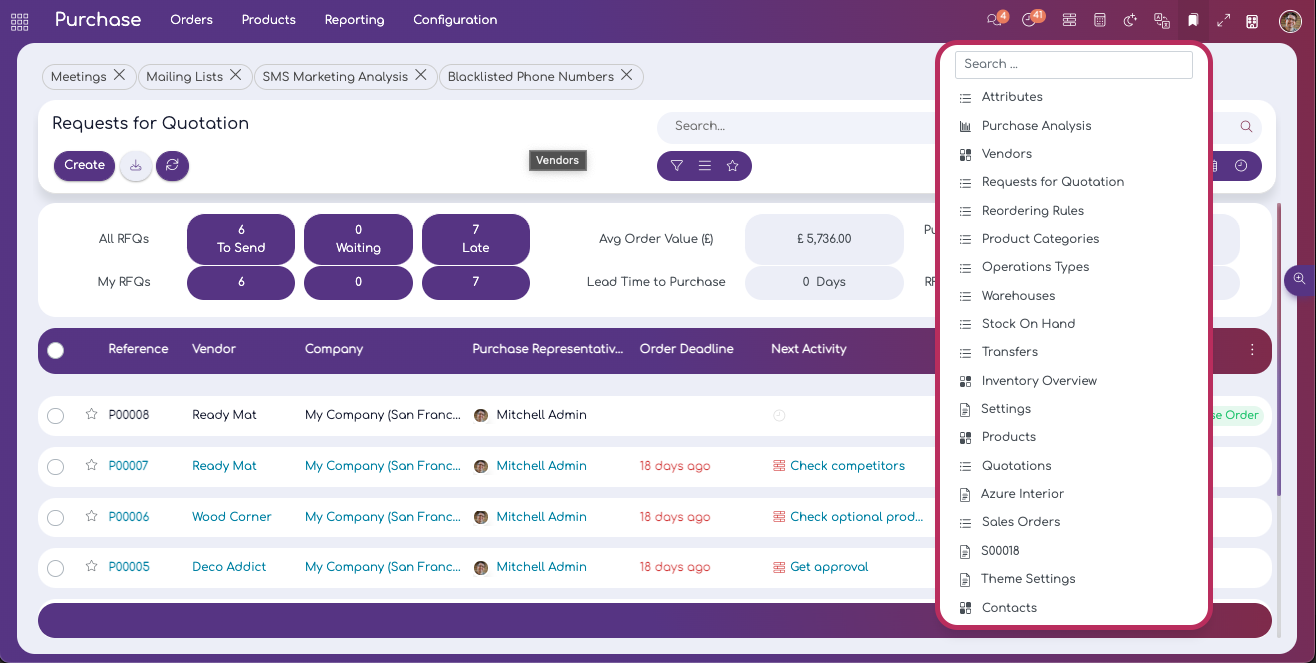 Purchase Orders Products Reporting Configuration 4 41
Meetings Mailing Lists SMS Marketing Analysis Blacklisted Phone Numbers
Requests for Quotation
Search...
Create
Vendors
All RFQs
6 To Send
0 Waiting
7 Late
Avg Order Value (£)
£ 5,736.00
My RFQs
6
0
7
Lead Time to Purchase
0 Days
Reference Vendor Company Purchase Representativ... Order Deadline Next Activity
P00008 Ready Mat My Company (San Franc... Mitchell Admin Order
P00007 Ready Mat My Company (San Franc... Mitchell Admin 18 days ago Check competitors
P00006 Wood Corner My Company (San Franc... Mitchell Admin 18 days ago Check optional prod...
P00005 Deco Addict My Company (San Franc... Mitchell Admin 18 days ago Get approval
Search ...
Attributes
Purchase Analysis
Vendors
Requests for Quotation
Reordering Rules
Product Categories
Operations Types
Warehouses
Stock On Hand
Transfers
Inventory Overview
Settings
Products
Quotations
Azure Interior
Sales Orders
S00018
Theme Settings
Contacts